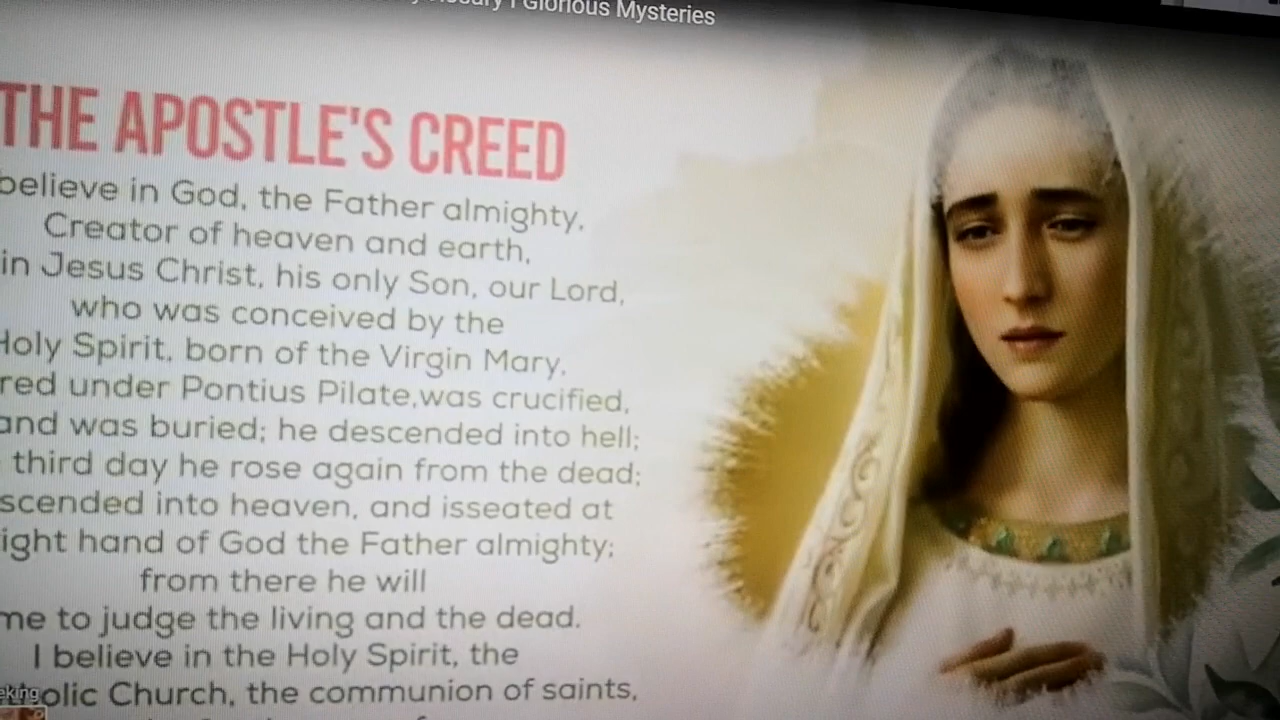 Glorious Mysteries
THE APOSTLE'S CREED
believe in God, the Father almighty,
Creator of heaven and earth,
in Jesus Christ, his only Son, our Lord,
who was conceived by the
Holy Spirit, born of the Virgin Mary,
red under Pontius Pilate,was crucified,
and was buried; he descended into hell;
third day he rose again from the dead;
scended into heaven, and isseated at
ight hand of God the Father almighty;
from there he will
me to judge the living and the dead.
I believe in the Holy Spirit, the
olic Church, the communion of saints,